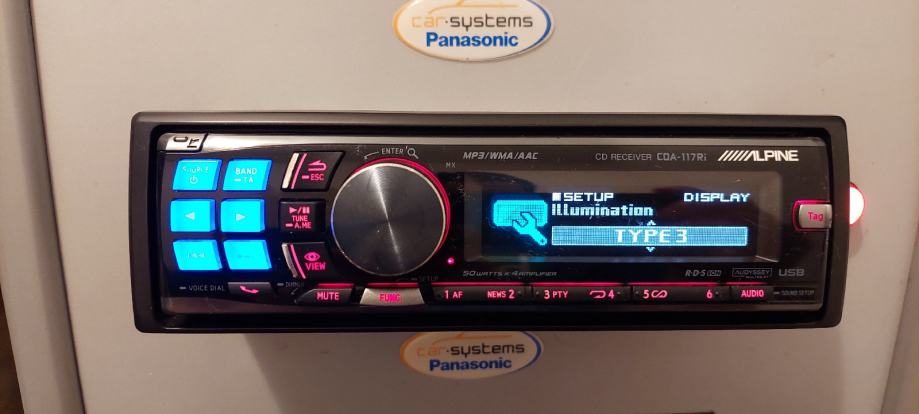 car·systems
Panasonic
ENTER
MX
MP3/WMA/AAC
CD RECEIVER CDA-117Ri
ALPINE
SOURCE
BAND
TA
ESC
TUNE
A.ME
VIEW
SETUP DISPLAY
Illumination
TYPE3
Tag
SETUP
50WATTS X 4 AMPLIFIER
R·D·S
AUDYSSEY
USB
VOICE DIAL
MUTE
FUNC
1 AF
NEWS 2
3 PTY
4
5
6
AUDIO
SOUND SETUP
car·systems
Panasonic